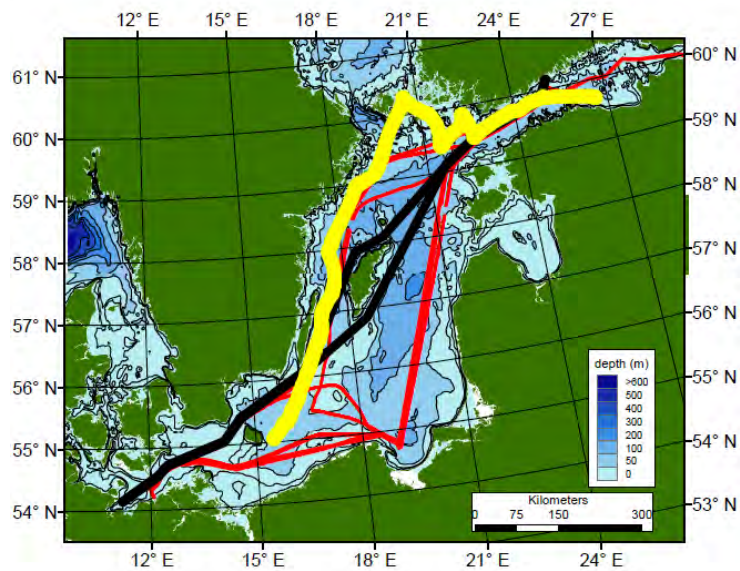 12° E 15° E 18° E 21° E 24° E 27° E
61° N
60° N
59° N
58° N
57° N
56° N
55° N
54° N
60° N
59° N
58° N
57° N
56° N
55° N
54° N
53° N
depth (m)
>600
500
400
300
200
100
50
0
Kilometers
0 75 150 300
12° E 15° E 18° E 21° E 24° E